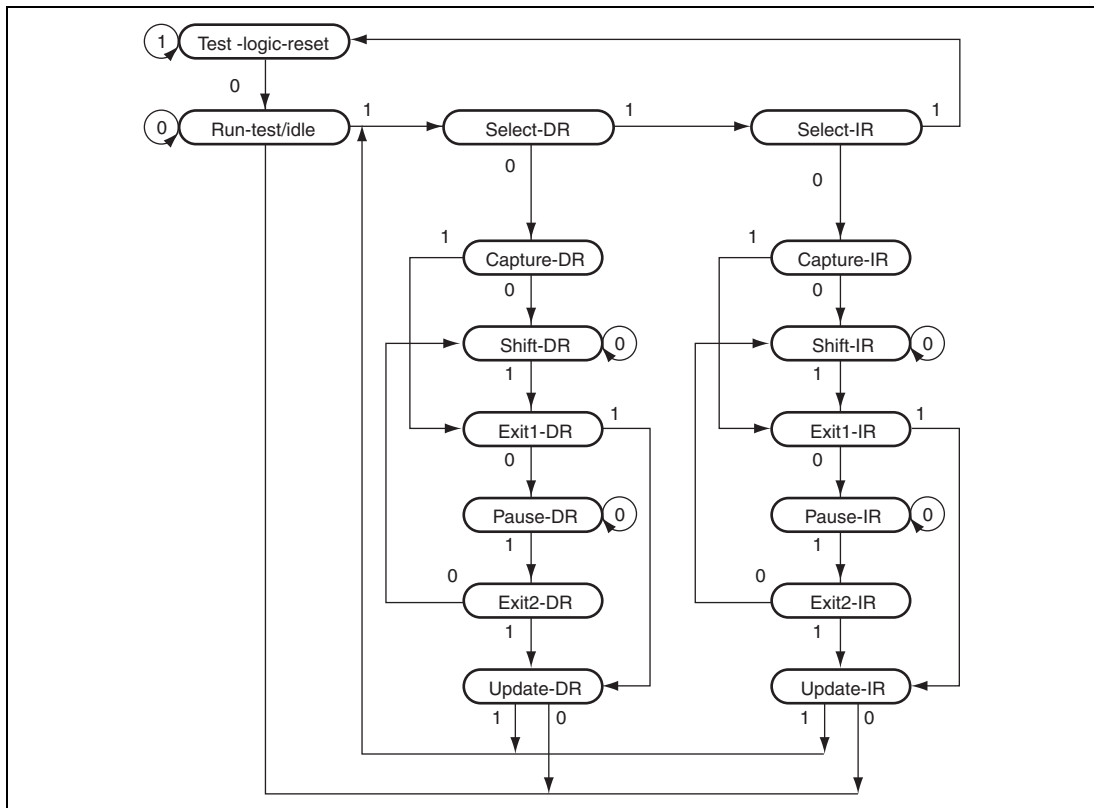 1 Test -logic-reset
0
0 Run-test/idle 1 Select-DR 1 Select-IR 1
0 0
1 1
Capture-DR Capture-IR
0 0
Shift-DR 0 Shift-IR 0
1 1
1 1
Exit1-DR Exit1-IR
0 0
Pause-DR 0 Pause-IR 0
1 1
0 0
Exit2-DR Exit2-IR
1 1
Update-DR Update-IR
1 0 1 0